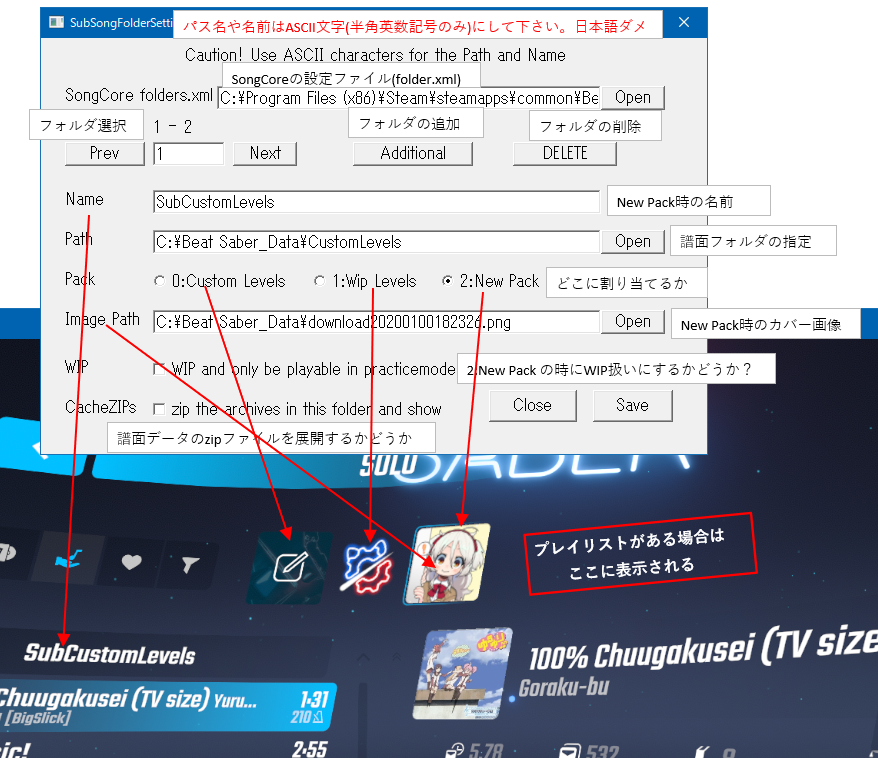 SubSongFolderSetti
パス名や名前はASCII文字(半角英数記号のみ)にして下さい。日本語ダメ
Caution! Use ASCII characters for the Path and Name
SongCoreの設定ファイル(folder.xml)
SongCore folders.xml C:¥Program Files (x86)¥Steam¥steamapps¥common¥Be Open
フォルダ選択 1 - 2 フォルダの追加 フォルダの削除
Prev 1 Next Additional DELETE
Name SubCustomLevels New Pack時の名前
Path C:¥Beat Saber_Data¥CustomLevels Open 譜面フォルダの指定
Pack 0:Custom Levels 1:Wip Levels 2:New Pack どこに割り当てるか
Image Path C:¥Beat Saber_Data¥download20200100182326.png Open New Pack時のカバー画像
WIP WIP and only be playable in practicemode 2:New Pack の時にWIP扱いにするかどうか？
CacheZIPs zip the archives in this folder and show Close Save
譜面データのzipファイルを展開するかどうか
SOLO
SABER
プレイリストがある場合は
ここに表示される
SubCustomLevels
100% Chuugakusei (TV size
Goraku-bu
Chuugakusei (TV size) Yuru... 1:31
[BigSlick] 210
ic! 2:55
5.78 532